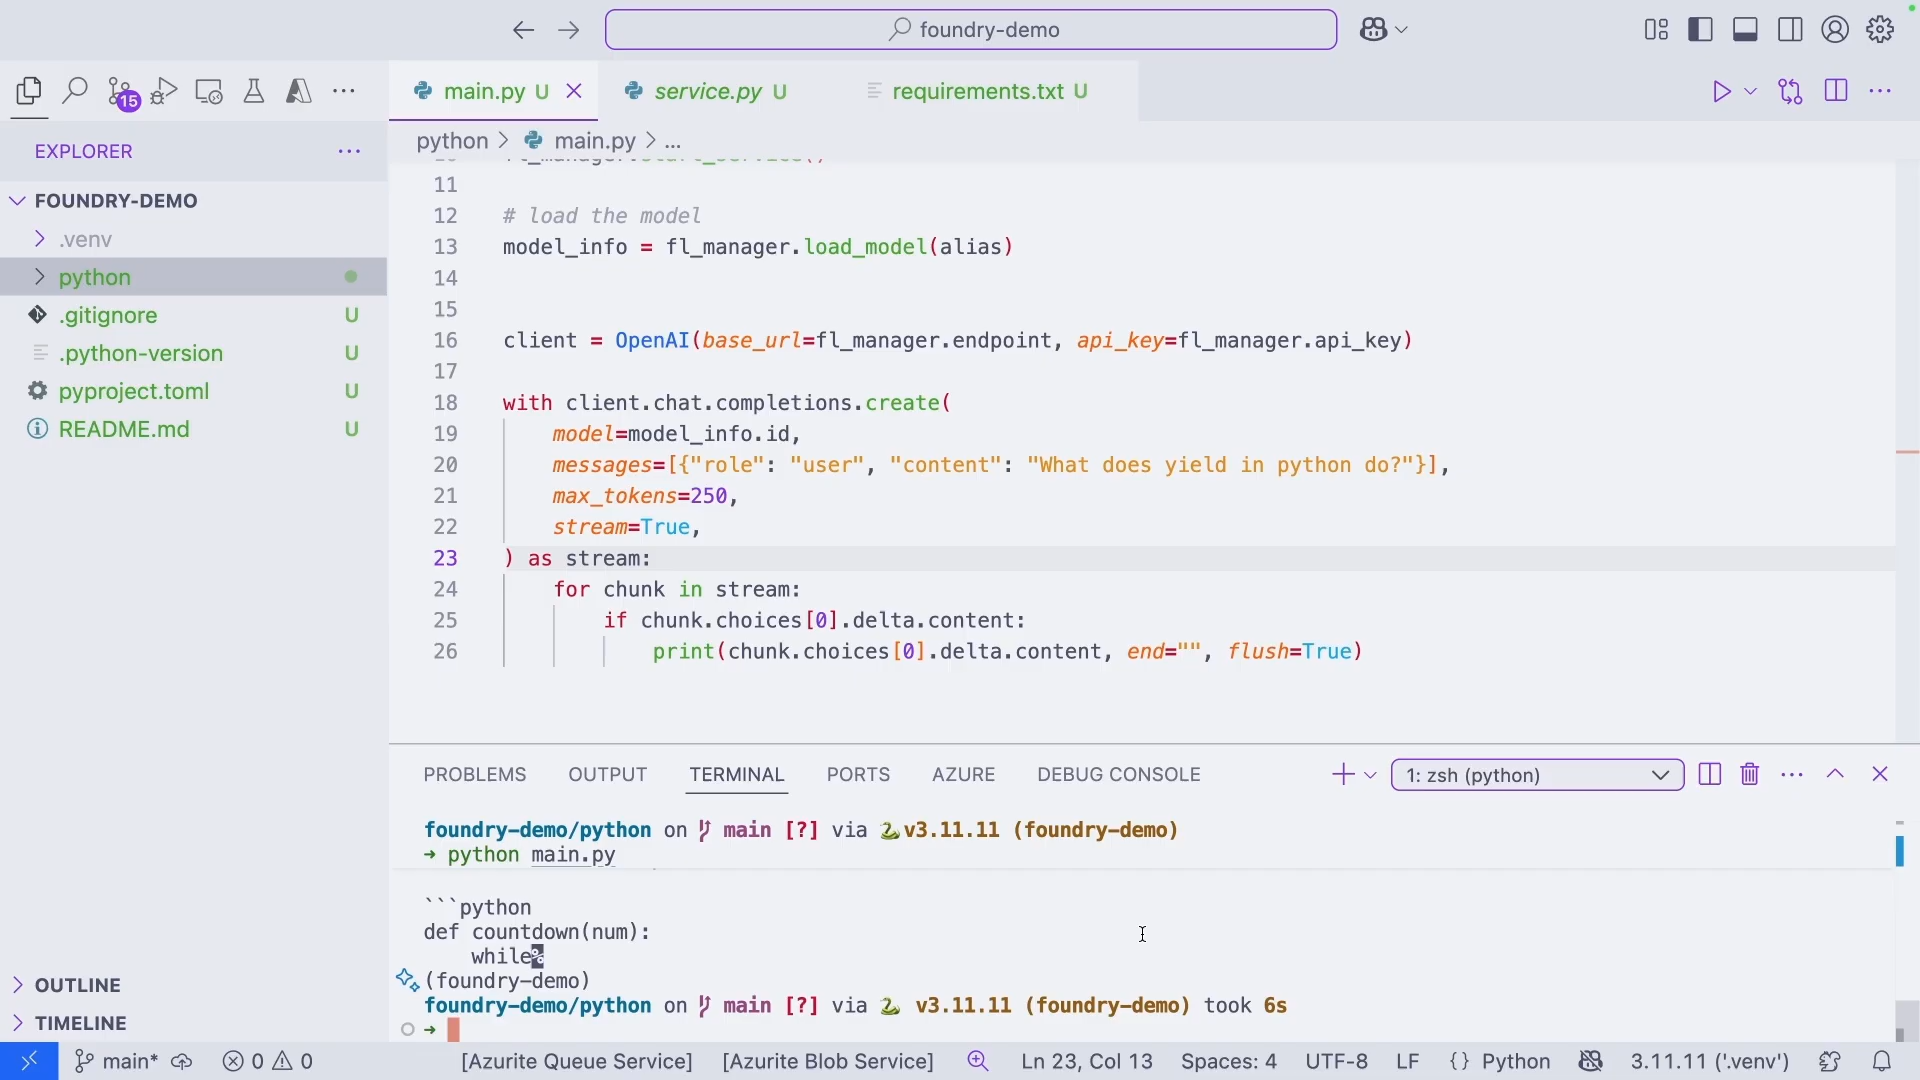 foundry-demo
15
main.py U
service.py U
requirements.txt U
EXPLORER
python > main.py > ...
FOUNDRY-DEMO
.venv
python
.gitignore U
.python-version U
pyproject.toml U
README.md U
OUTLINE
TIMELINE
10 fl_manager.start_service()
11
12 # load the model
13 model_info = fl_manager.load_model(alias)
14
15
16 client = OpenAI(base_url=fl_manager.endpoint, api_key=fl_manager.api_key)
17
18 with client.chat.completions.create(
19 model=model_info.id,
20 messages=[{"role": "user", "content": "What does yield in python do?"}],
21 max_tokens=250,
22 stream=True,
23 ) as stream:
24 for chunk in stream:
25 if chunk.choices[0].delta.content:
26 print(chunk.choices[0].delta.content, end="", flush=True)
PROBLEMS OUTPUT TERMINAL PORTS AZURE DEBUG CONSOLE
1: zsh (python)
foundry-demo/python on main [?] via v3.11.11 (foundry-demo)
➜ python main.py
```python
def countdown(num):
while%
(foundry-demo)
foundry-demo/python on main [?] via v3.11.11 (foundry-demo) took 6s
➜
main* 0 0 [Azurite Queue Service] [Azurite Blob Service] Ln 23, Col 13 Spaces: 4 UTF-8 LF {} Python 3.11.11 ('.venv')